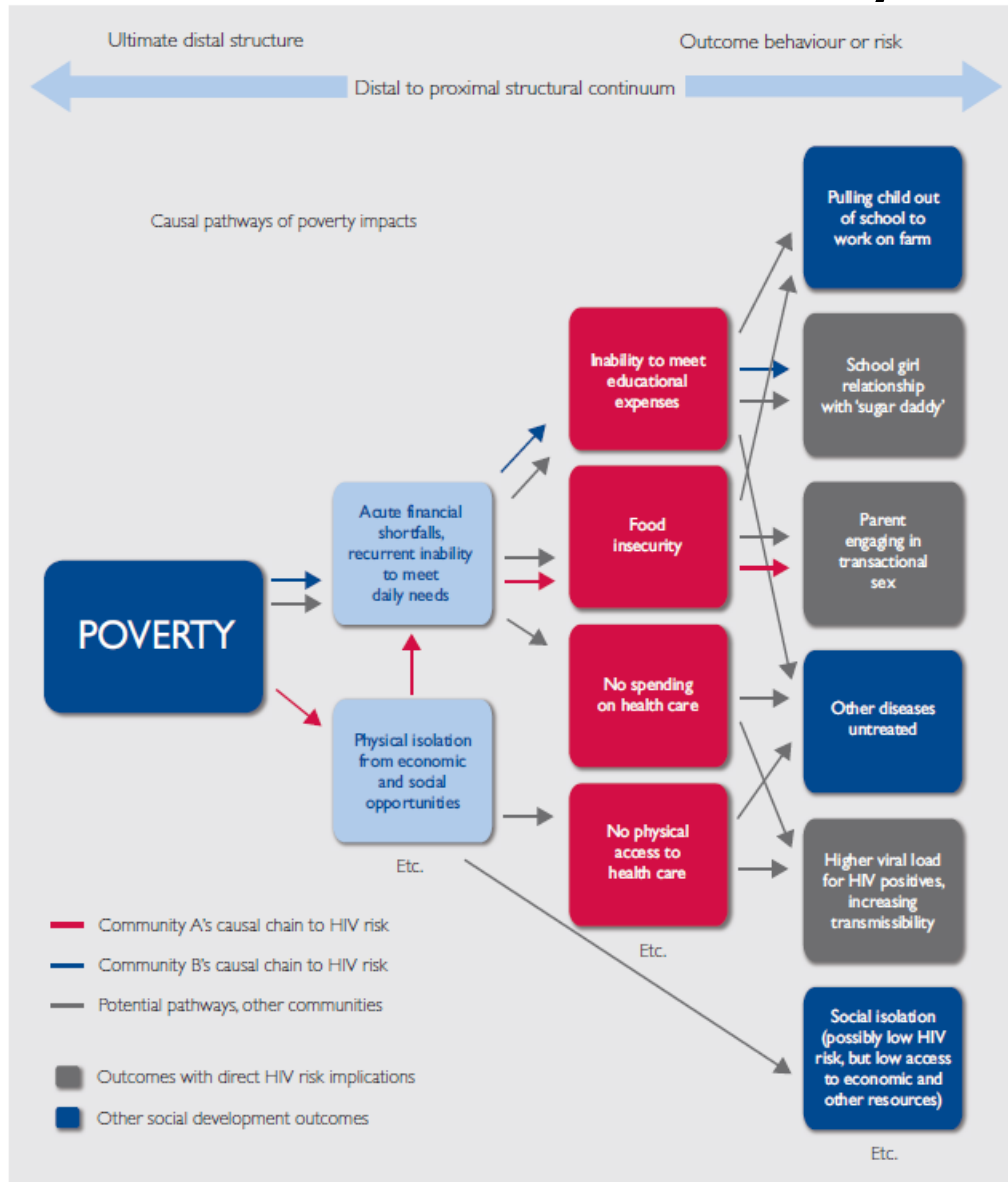 Ultimate distal structure
Outcome behaviour or risk
Distal to proximal structural continuum
Causal pathways of poverty impacts
Pulling child out
of school to
work on farm
Inability to meet
educational
expenses
School girl
relationship
with ‘sugar daddy’
Acute financial
shortfalls,
recurrent inability
to meet
daily needs
Food
insecurity
Parent
engaging in
transactional
sex
POVERTY
No spending
on health care
Other diseases
untreated
Physical isolation
from economic
and social
opportunities
Etc.
No physical
access to
health care
Etc.
Higher viral load
for HIV positives,
increasing
transmissibility
Social isolation
(possibly low HIV
risk, but low access
to economic and
other resources)
Etc.
Community A’s causal chain to HIV risk
Community B’s causal chain to HIV risk
Potential pathways, other communities
Outcomes with direct HIV risk implications
Other social development outcomes